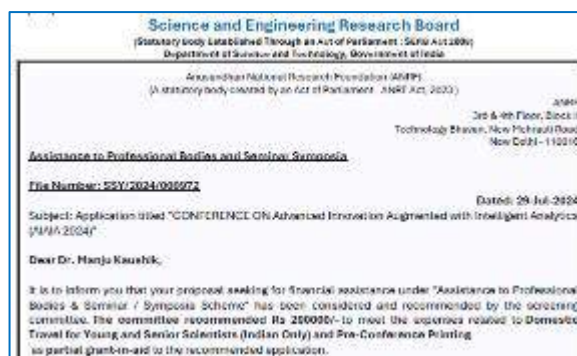 Science and Engineering Research Board
(Statutory Body Established Through an Act of Parliament : SERB Act 2008)
Department of Science and Technology, Government of India
Anusandhan National Research Foundation (ANRF)
(A statutory body created by an Act of Parliament : ANRF Act, 2023)
3rd & 4th Floor, Block
Technology Bhavan, New Mehrauli Road
New Delhi - 110016
Assistance to Professional Bodies and Seminar Symposia
File Number: SSY/2024/000972
Dated: 29-Jul-2024
Subject: Application titled "CONFERENCE ON Advanced Innovation Augmented with Intelligent Analytics
(AIAIA 2024)"
Dear Dr. Manju Kaushik,
It is to inform you that your proposal seeking for financial assistance under "Assistance to Professional
Bodies & Seminar / Symposia Scheme" has been considered and recommended by the screening
committee. The committee recommended Rs 200000/- to meet the expenses related to Domestic
Travel for Young and Senior Scientists (Indian Only) and Pre-Conference Printing
as partial grant-in-aid to the recommended application.